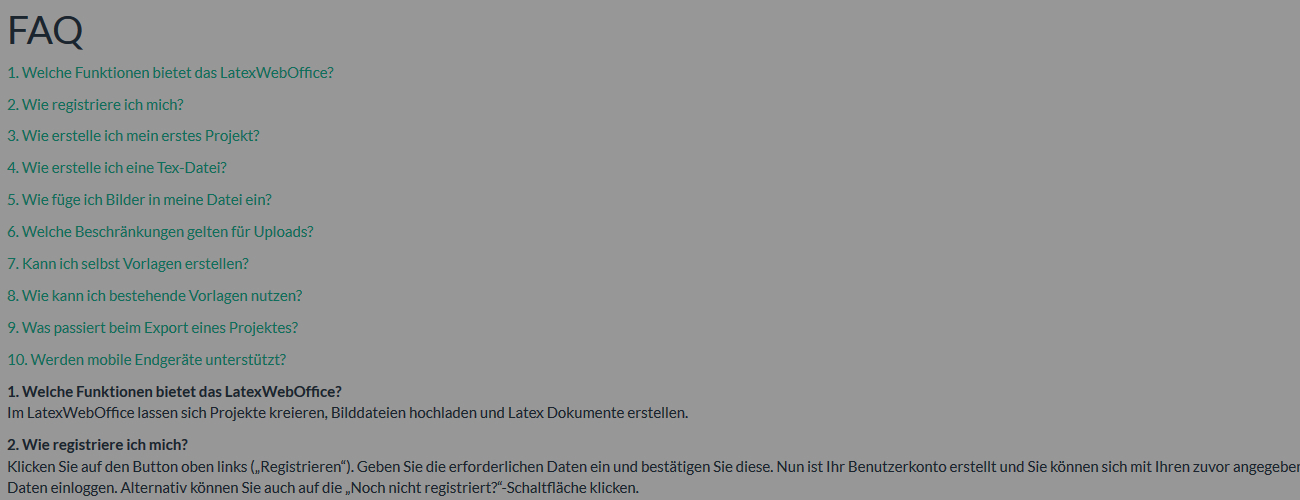 FAQ
1. Welche Funktionen bietet das LatexWebOffice?
2. Wie registriere ich mich?
3. Wie erstelle ich mein erstes Projekt?
4. Wie erstelle ich eine Tex-Datei?
5. Wie füge ich Bilder in meine Datei ein?
6. Welche Beschränkungen gelten für Uploads?
7. Kann ich selbst Vorlagen erstellen?
8. Wie kann ich bestehende Vorlagen nutzen?
9. Was passiert beim Export eines Projektes?
10. Werden mobile Endgeräte unterstützt?
1. Welche Funktionen bietet das LatexWebOffice?
Im LatexWebOffice lassen sich Projekte kreieren, Bilddateien hochladen und Latex Dokumente erstellen.
2. Wie registriere ich mich?
Klicken Sie auf den Button oben links („Registrieren“). Geben Sie die erforderlichen Daten ein und bestätigen Sie diese. Nun ist Ihr Benutzerkonto erstellt und Sie können sich mit Ihren zuvor angegeben
Daten einloggen. Alternativ können Sie auch auf die „Noch nicht registriert?“-Schaltfläche klicken.